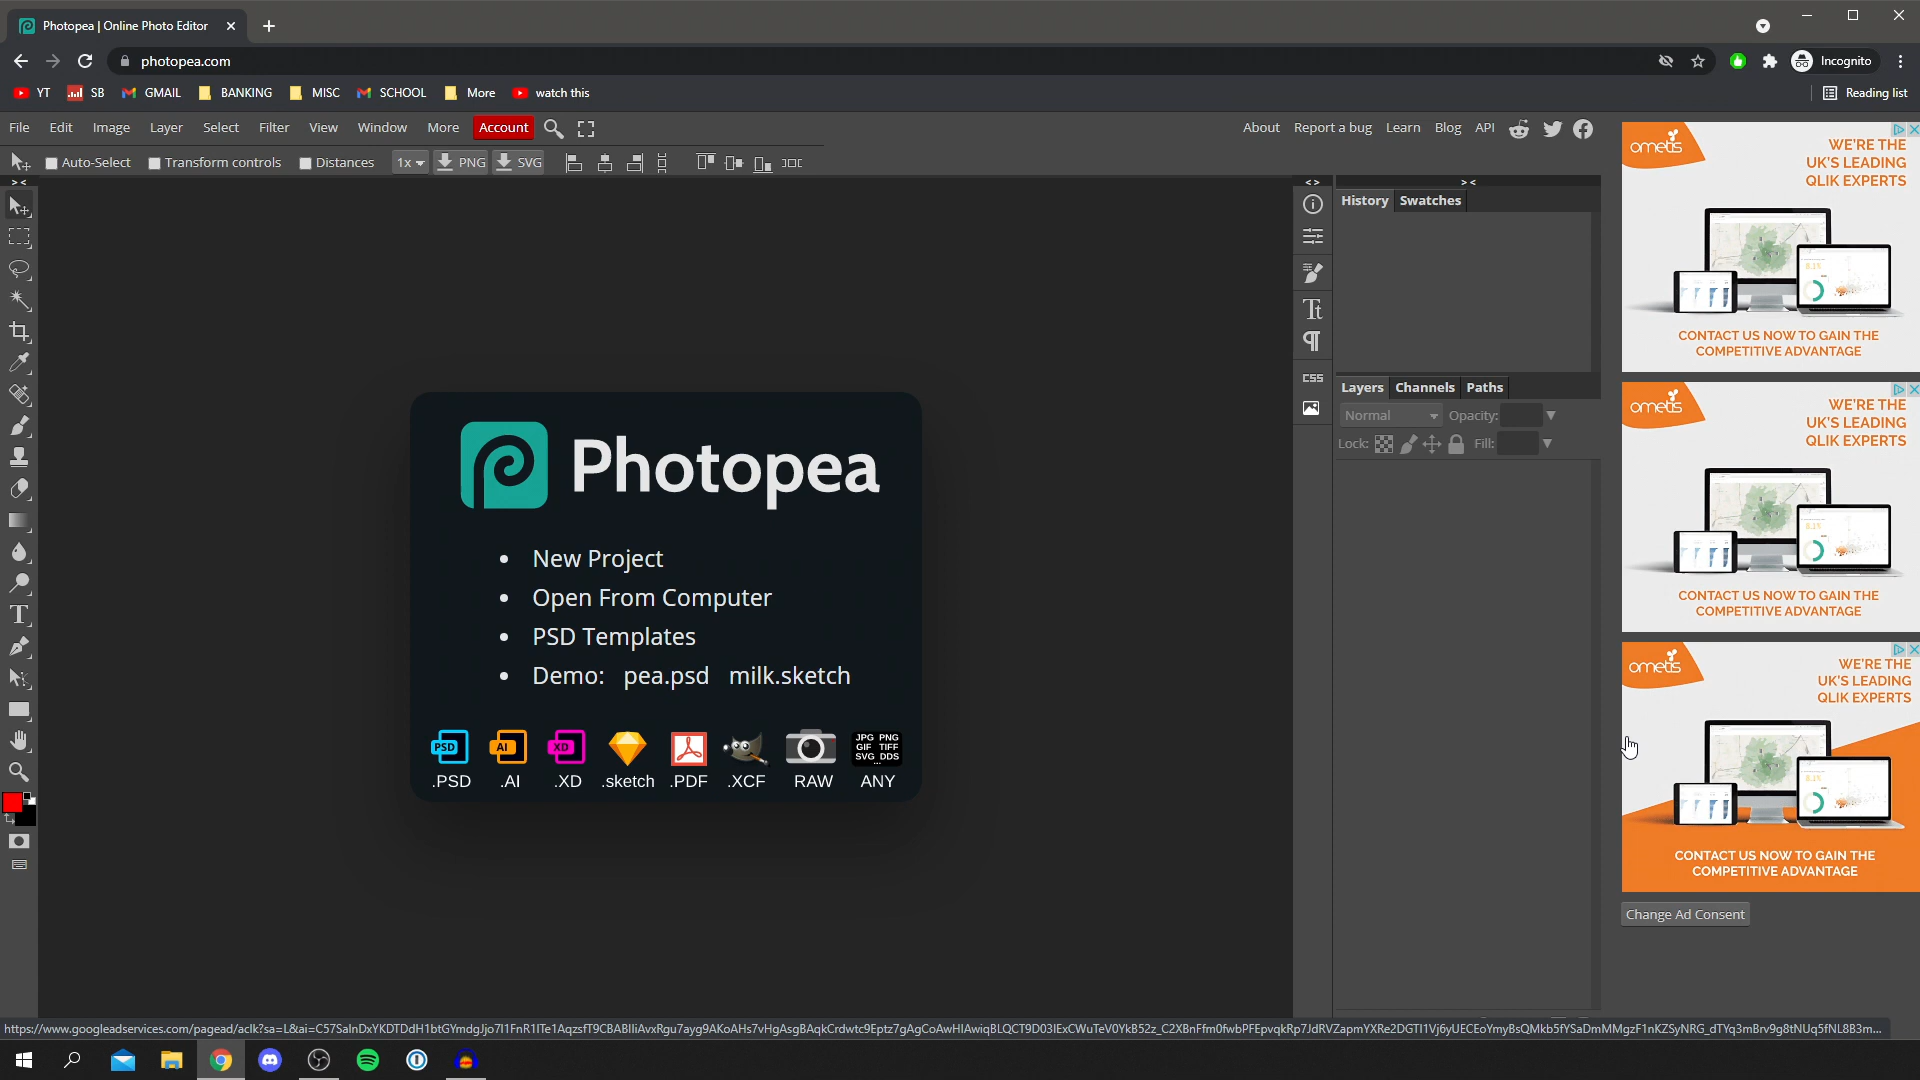 Photopea | Online Photo Editor
photopea.com
Incognito
YT SB GMAIL BANKING MISC SCHOOL More watch this Reading list
File Edit Image Layer Select Filter View Window More Account About Report a bug Learn Blog API
Auto-Select Transform controls Distances 1x PNG SVG
> <
< >
> <
History Swatches
CSS
Layers Channels Paths
Normal Opacity:
Lock: Fill:
Photopea
• New Project
• Open From Computer
• PSD Templates
• Demo: pea.psd milk.sketch
PSD AI XD JPG PNG
GIF TIFF
SVG DDS
...
.PSD .AI .XD .sketch .PDF .XCF RAW ANY
ometis
WE'RE THE
UK'S LEADING
QLIK EXPERTS
CONTACT US NOW TO GAIN THE
COMPETITIVE ADVANTAGE
ometis
WE'RE THE
UK'S LEADING
QLIK EXPERTS
CONTACT US NOW TO GAIN THE
COMPETITIVE ADVANTAGE
ometis
WE'RE THE
UK'S LEADING
QLIK EXPERTS
CONTACT US NOW TO GAIN THE
COMPETITIVE ADVANTAGE
Change Ad Consent